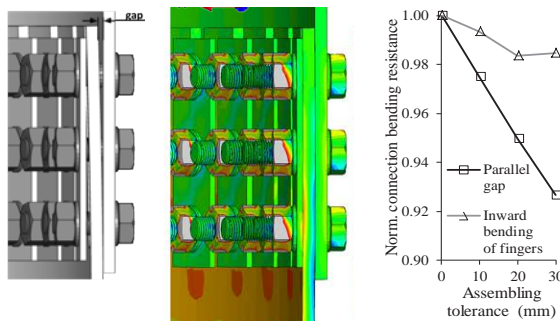 gap
Norm. connection bending resistance
1.00
0.98
0.96
0.94
0.92
0.90
Parallel
gap
Inward
bending
of fingers
0 10 20 30
Assembling
tolerance (mm)